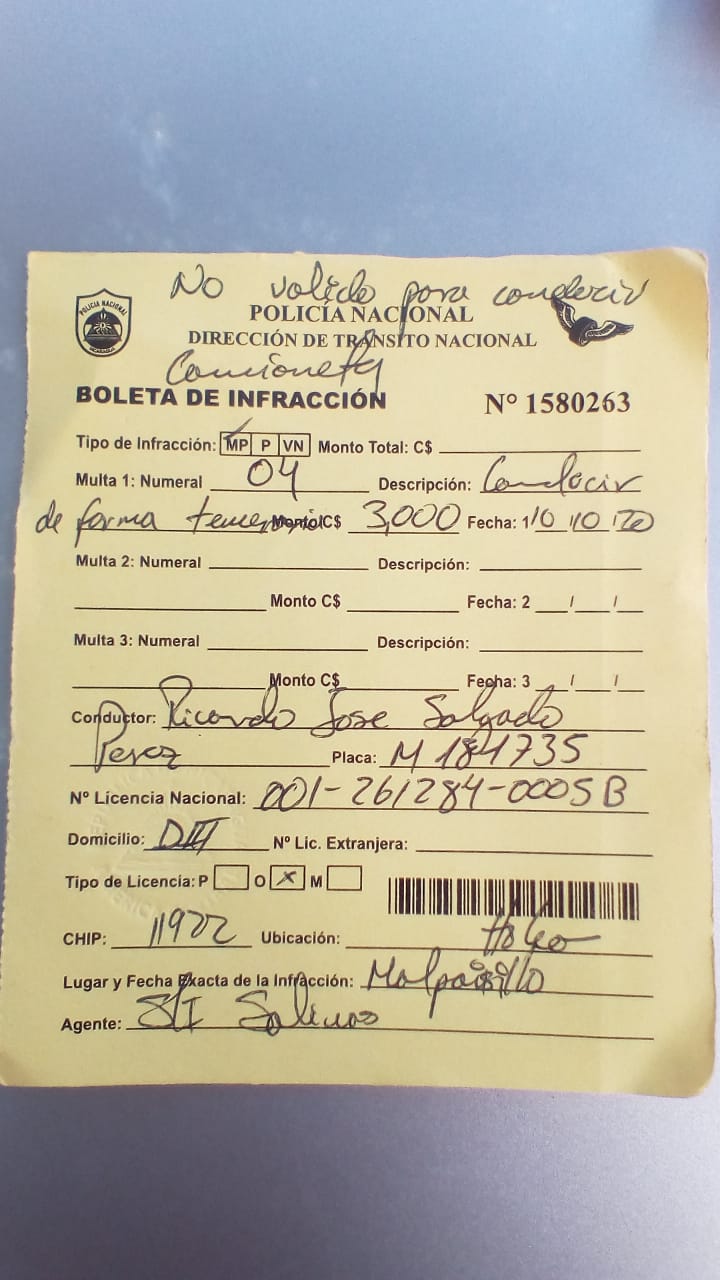 No valido para conducir
POLICIA NACIONAL
POLICÍA NACIONAL
DIRECCIÓN DE TRÁNSITO NACIONAL
Camioneta
BOLETA DE INFRACCIÓN N° 1580263
Tipo de Infracción: MP P VN Monto Total: C$
Multa 1: Numeral 04 Descripción: Conducir
de forma temeraria Monto C$ 3,000 Fecha: 1 10/10/20
Multa 2: Numeral Descripción:
Monto C$ Fecha: 2 / /
Multa 3: Numeral Descripción:
Monto C$ Fecha: 3 / /
Conductor: Ricardo Jose Salgado
Perez Placa: M 184735
N° Licencia Nacional: 001-261284-0005B
Domicilio: DIII N° Lic. Extranjera:
Tipo de Licencia: P O X M
CHIP: 11922 Ubicación:
Lugar y Fecha Exacta de la Infracción: Malpaisillo
Agente: S/I Salinas